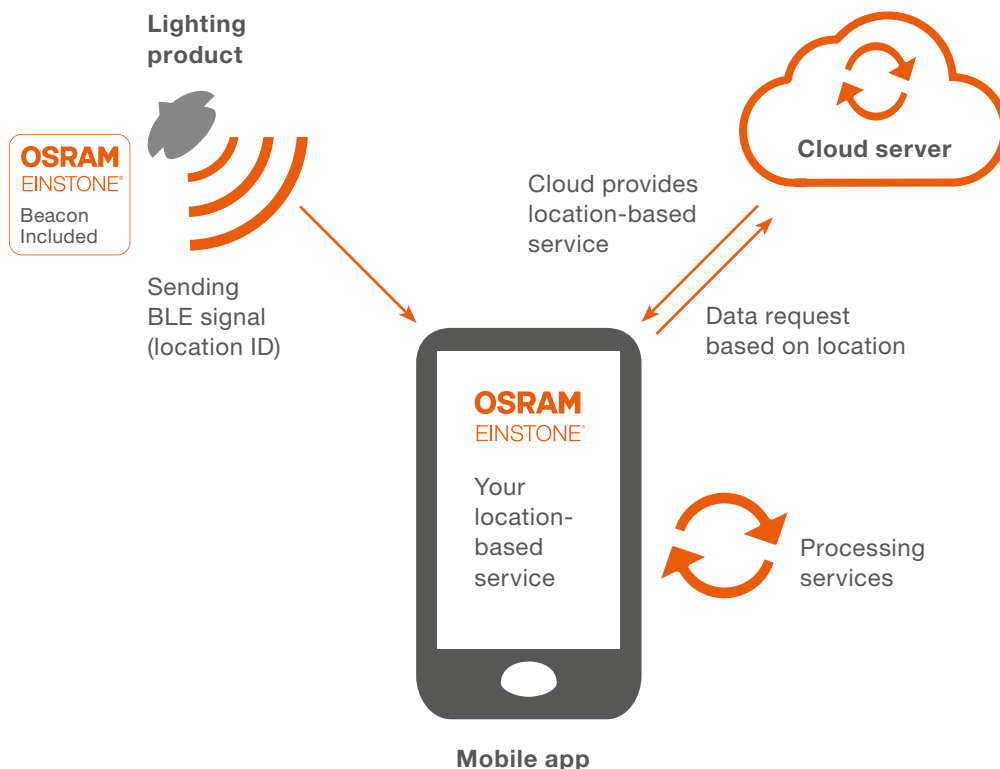 Lighting
product
OSRAM
EINSTONE®
Beacon
Included
Sending
BLE signal
(location ID)
Cloud server
Cloud provides
location-based
service
Data request
based on location
OSRAM
EINSTONE®
Your
location-
based
service
Processing
services
Mobile app